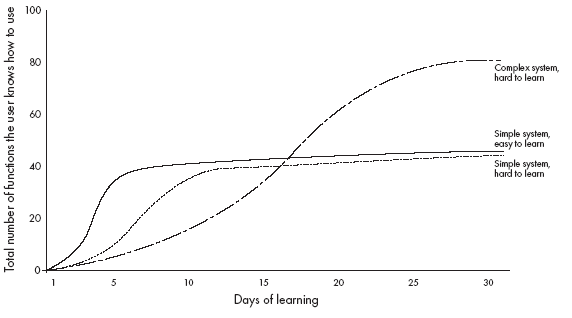 Total number of functions the user knows how to use
100
80
60
40
20
0
Complex system,
hard to learn
Simple system,
easy to learn
Simple system,
hard to learn
1 5 10 15 20 25 30
Days of learning